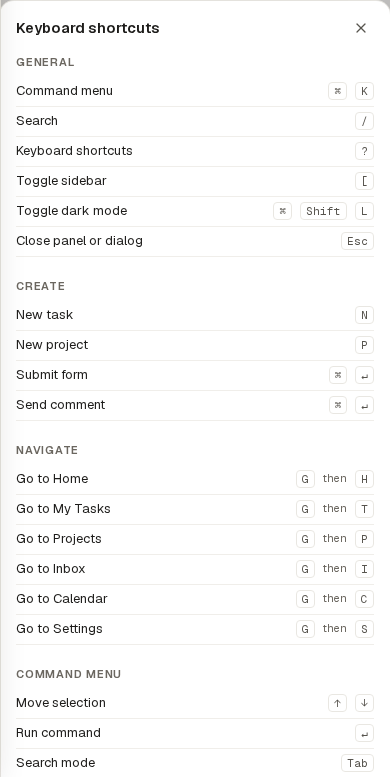 Keyboard shortcuts
GENERAL
Command menu ⌘ K
Search /
Keyboard shortcuts ?
Toggle sidebar [
Toggle dark mode ⌘ Shift L
Close panel or dialog Esc
CREATE
New task N
New project P
Submit form ⌘ ↵
Send comment ⌘ ↵
NAVIGATE
Go to Home G then H
Go to My Tasks G then T
Go to Projects G then P
Go to Inbox G then I
Go to Calendar G then C
Go to Settings G then S
COMMAND MENU
Move selection ↑ ↓
Run command ↵
Search mode Tab